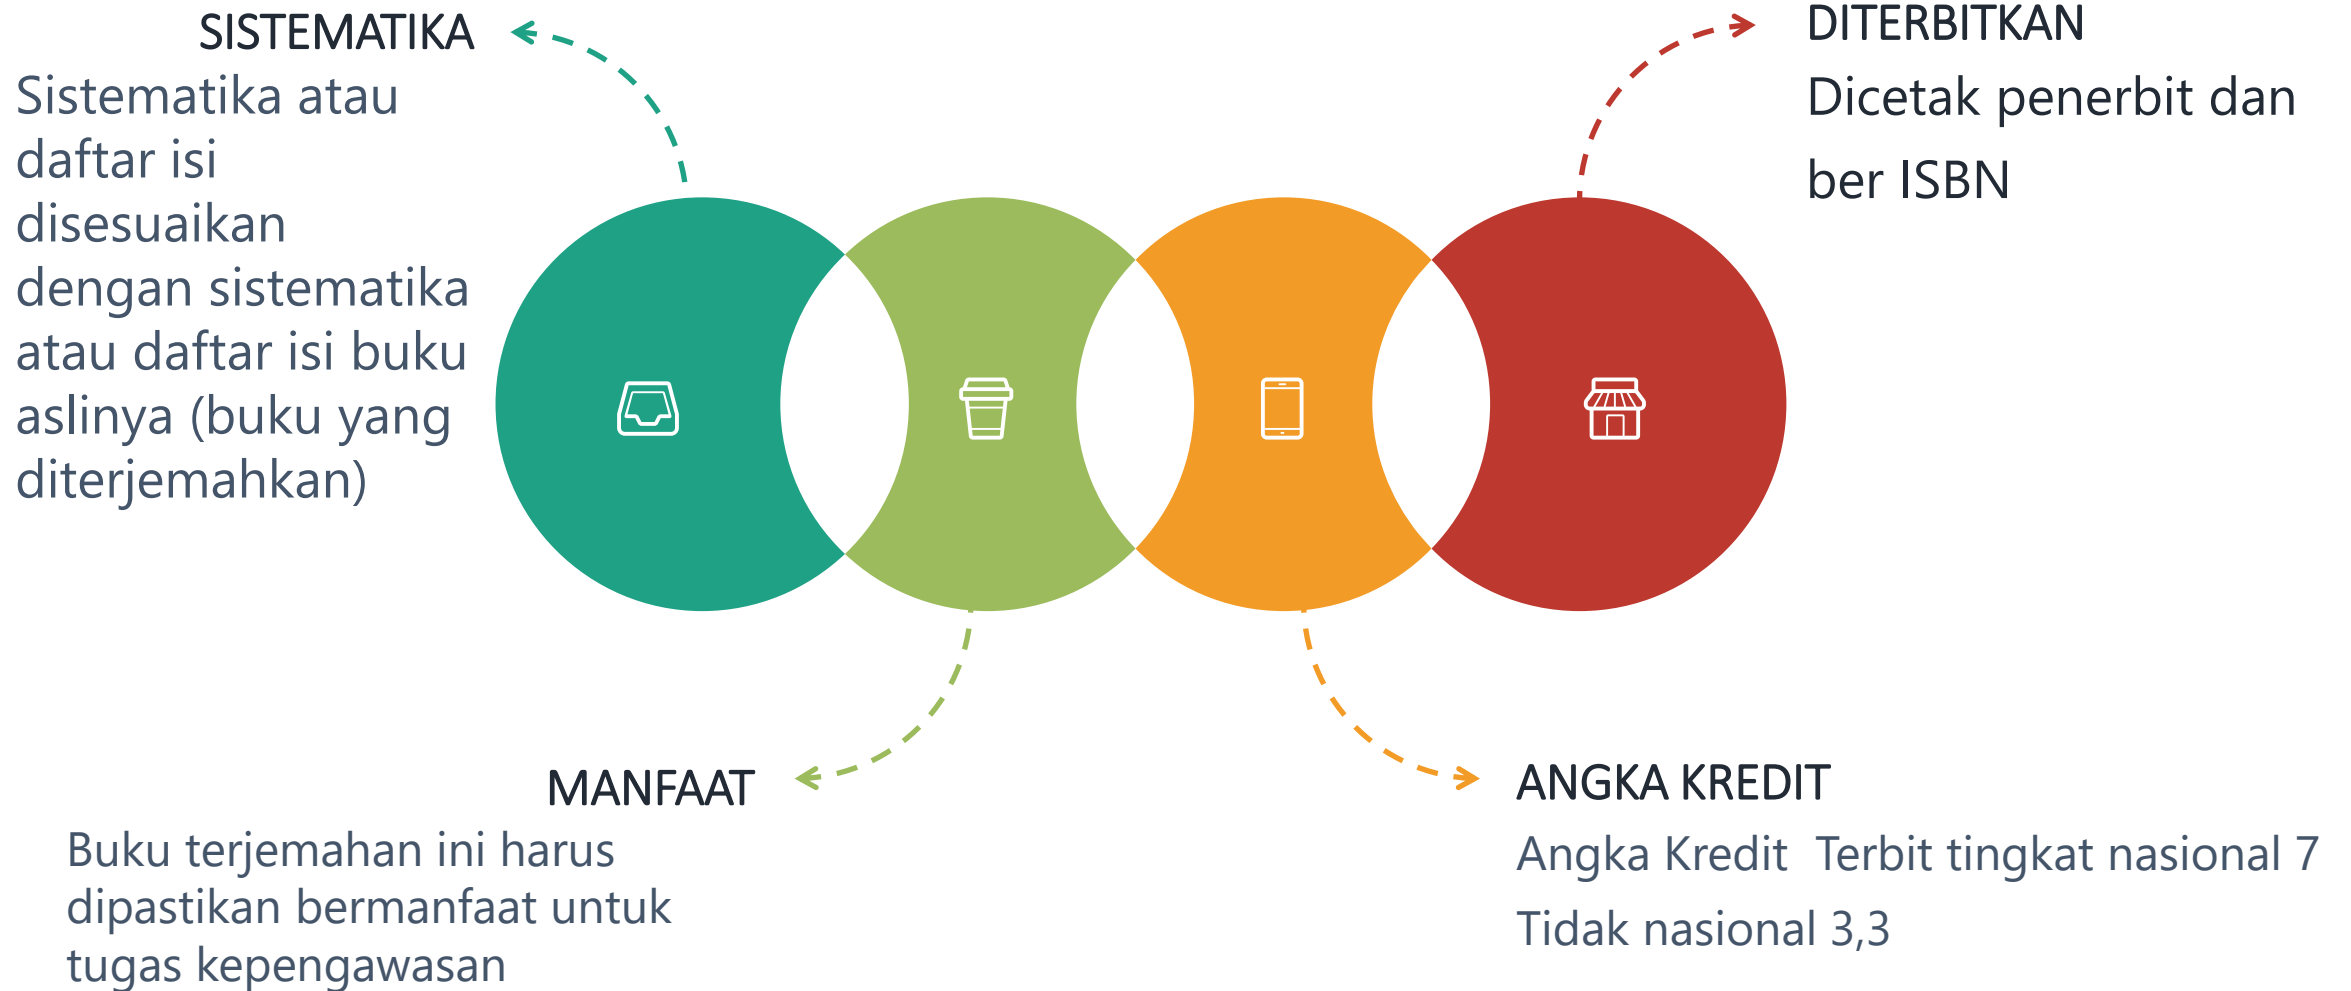 SISTEMATIKA
Sistematika atau
daftar isi
disesuaikan
dengan sistematika
atau daftar isi buku
aslinya (buku yang
diterjemahkan)
MANFAAT
Buku terjemahan ini harus
dipastikan bermanfaat untuk
tugas kepengawasan
ANGKA KREDIT
Angka Kredit  Terbit tingkat nasional 7
Tidak nasional 3,3
DITERBITKAN
Dicetak penerbit dan
ber ISBN